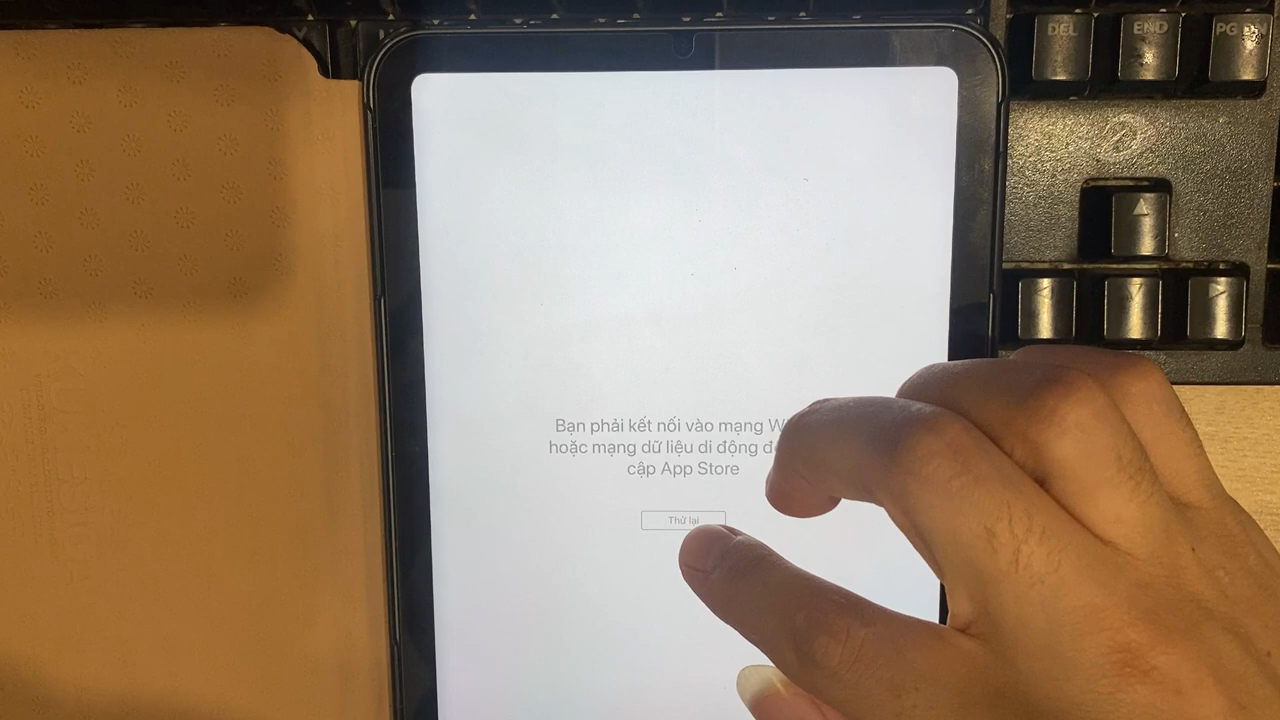 DEL
END
PG
Bạn phải kết nối vào mạng
hoặc mạng dữ liệu di động
cập App Store
Thử lại